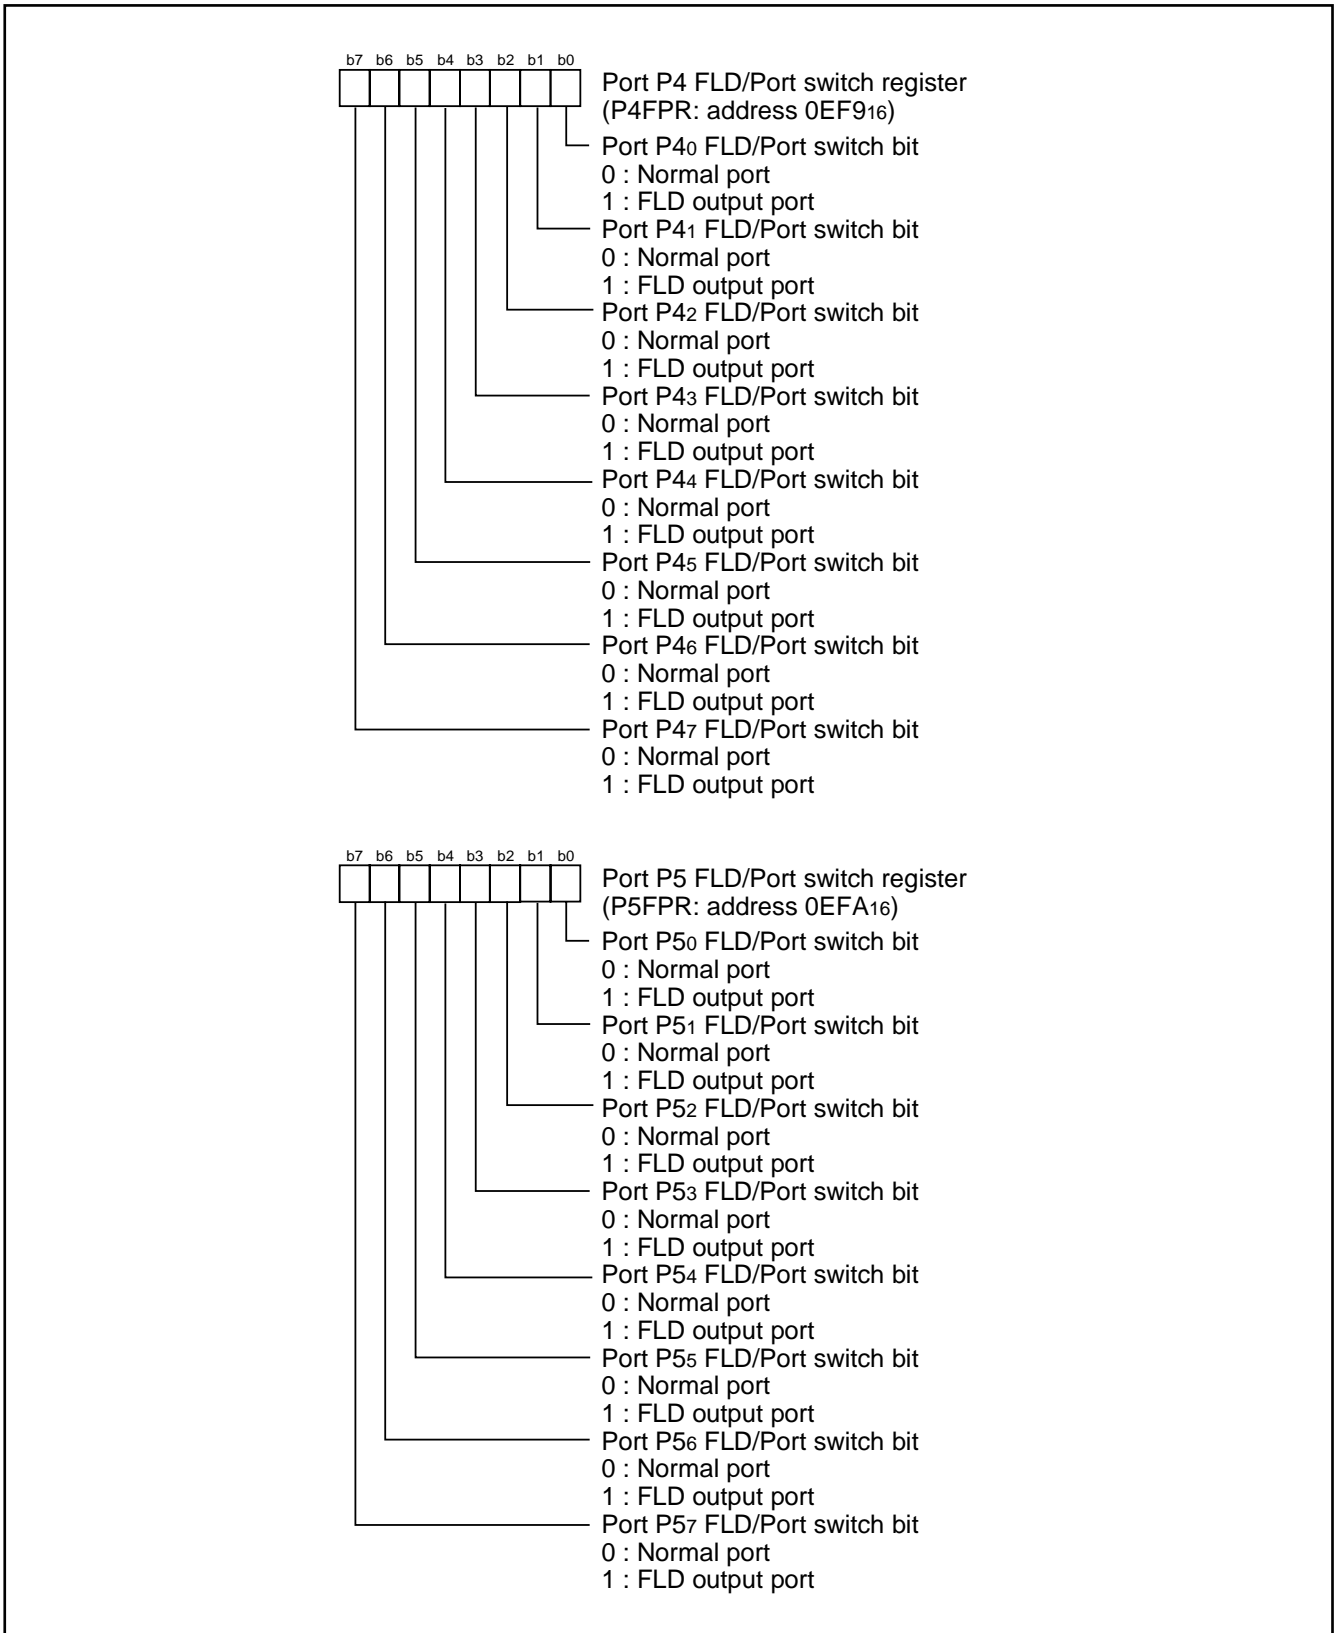 b7 b6 b5 b4 b3 b2 b1 b0
Port P4 FLD/Port switch register
(P4FPR: address 0EF916)
Port P40 FLD/Port switch bit
0 : Normal port
1 : FLD output port
Port P41 FLD/Port switch bit
0 : Normal port
1 : FLD output port
Port P42 FLD/Port switch bit
0 : Normal port
1 : FLD output port
Port P43 FLD/Port switch bit
0 : Normal port
1 : FLD output port
Port P44 FLD/Port switch bit
0 : Normal port
1 : FLD output port
Port P45 FLD/Port switch bit
0 : Normal port
1 : FLD output port
Port P46 FLD/Port switch bit
0 : Normal port
1 : FLD output port
Port P47 FLD/Port switch bit
0 : Normal port
1 : FLD output port
b7 b6 b5 b4 b3 b2 b1 b0
Port P5 FLD/Port switch register
(P5FPR: address 0EFA16)
Port P50 FLD/Port switch bit
0 : Normal port
1 : FLD output port
Port P51 FLD/Port switch bit
0 : Normal port
1 : FLD output port
Port P52 FLD/Port switch bit
0 : Normal port
1 : FLD output port
Port P53 FLD/Port switch bit
0 : Normal port
1 : FLD output port
Port P54 FLD/Port switch bit
0 : Normal port
1 : FLD output port
Port P55 FLD/Port switch bit
0 : Normal port
1 : FLD output port
Port P56 FLD/Port switch bit
0 : Normal port
1 : FLD output port
Port P57 FLD/Port switch bit
0 : Normal port
1 : FLD output port